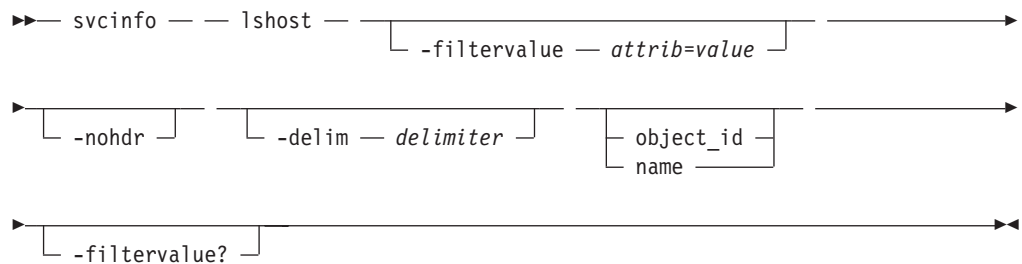 svcinfo lshost
-filtervalue attrib=value
-nohdr -delim delimiter object_id
name
-filtervalue?